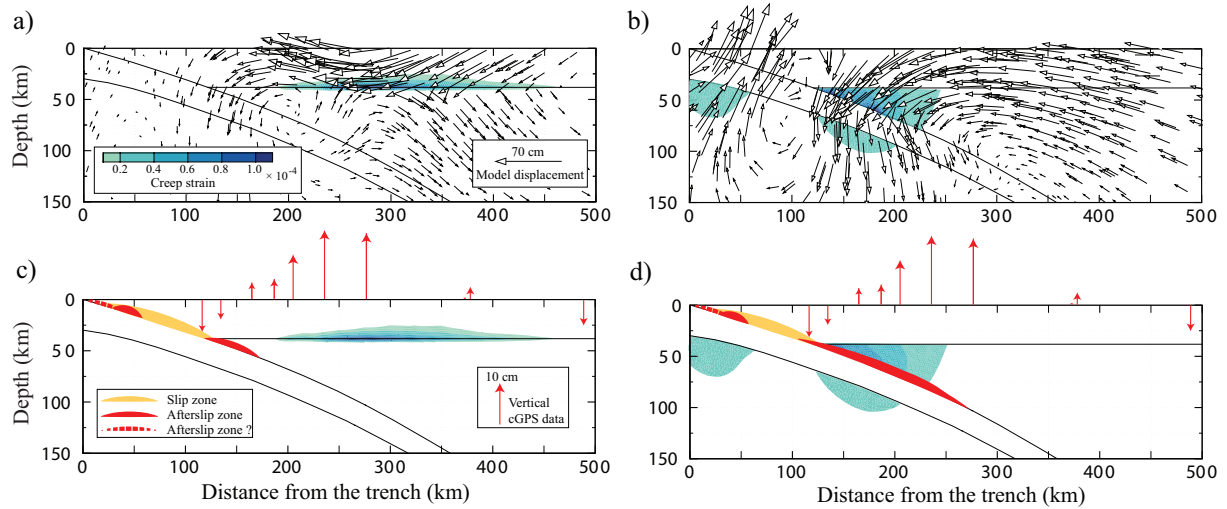 a)
b)
0
50
100
150
Depth (km)
0.2 0.6 1.0
× 10⁻⁴
Creep strain
70 cm
Model displacement
0 100 200 300 400 500
0
50
100
150
Depth (km)
0 100 200 300 400 500
c)
d)
0
50
100
150
Depth (km)
Slip zone
Afterslip zone
Afterslip zone ?
10 cm
Vertical
cGPS data
0 100 200 300 400 500
Distance from the trench (km)
0
50
100
150
Depth (km)
0 100 200 300 400 500
Distance from the trench (km)